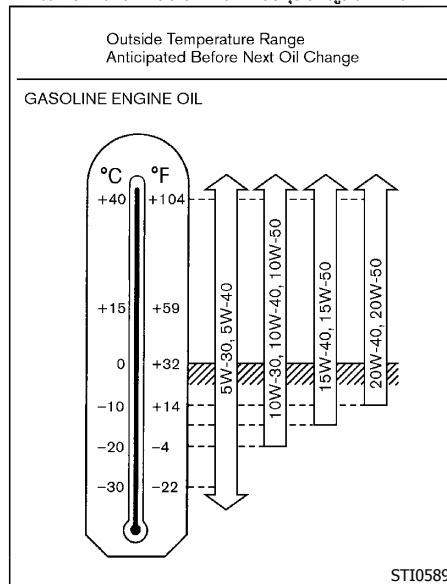 Outside Temperature Range
Anticipated Before Next Oil Change
GASOLINE ENGINE OIL
°C °F
+40 +104
+15 +59
0 +32
−10 +14
−20 −4
−30 −22
5W-30, 5W-40
10W-30, 10W-40, 10W-50
15W-40, 15W-50
20W-40, 20W-50
STI0589